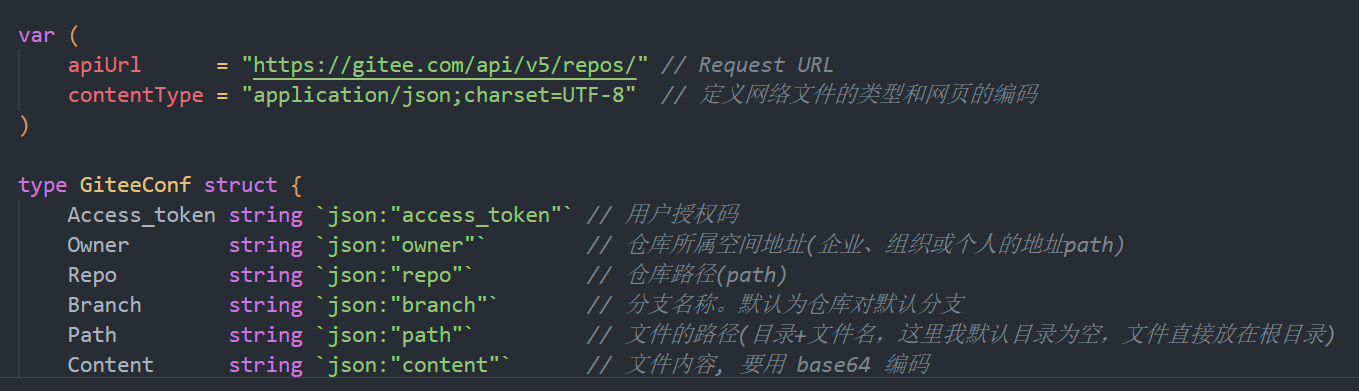 var (
    apiUrl      = "https://gitee.com/api/v5/repos/" // Request URL
    contentType = "application/json;charset=UTF-8"  // 定义网络文件的类型和网页的编码
)
type GiteeConf struct {
    Access_token string `json:"access_token"` // 用户授权码
    Owner        string `json:"owner"`        // 仓库所属空间地址(企业、组织或个人的地址path)
    Repo         string `json:"repo"`         // 仓库路径(path)
    Branch       string `json:"branch"`       // 分支名称。默认为仓库对默认分支
    Path         string `json:"path"`         // 文件的路径(目录+文件名，这里我默认目录为空，文件直接放在根目录)
    Content      string `json:"content"`      // 文件内容, 要用 base64 编码